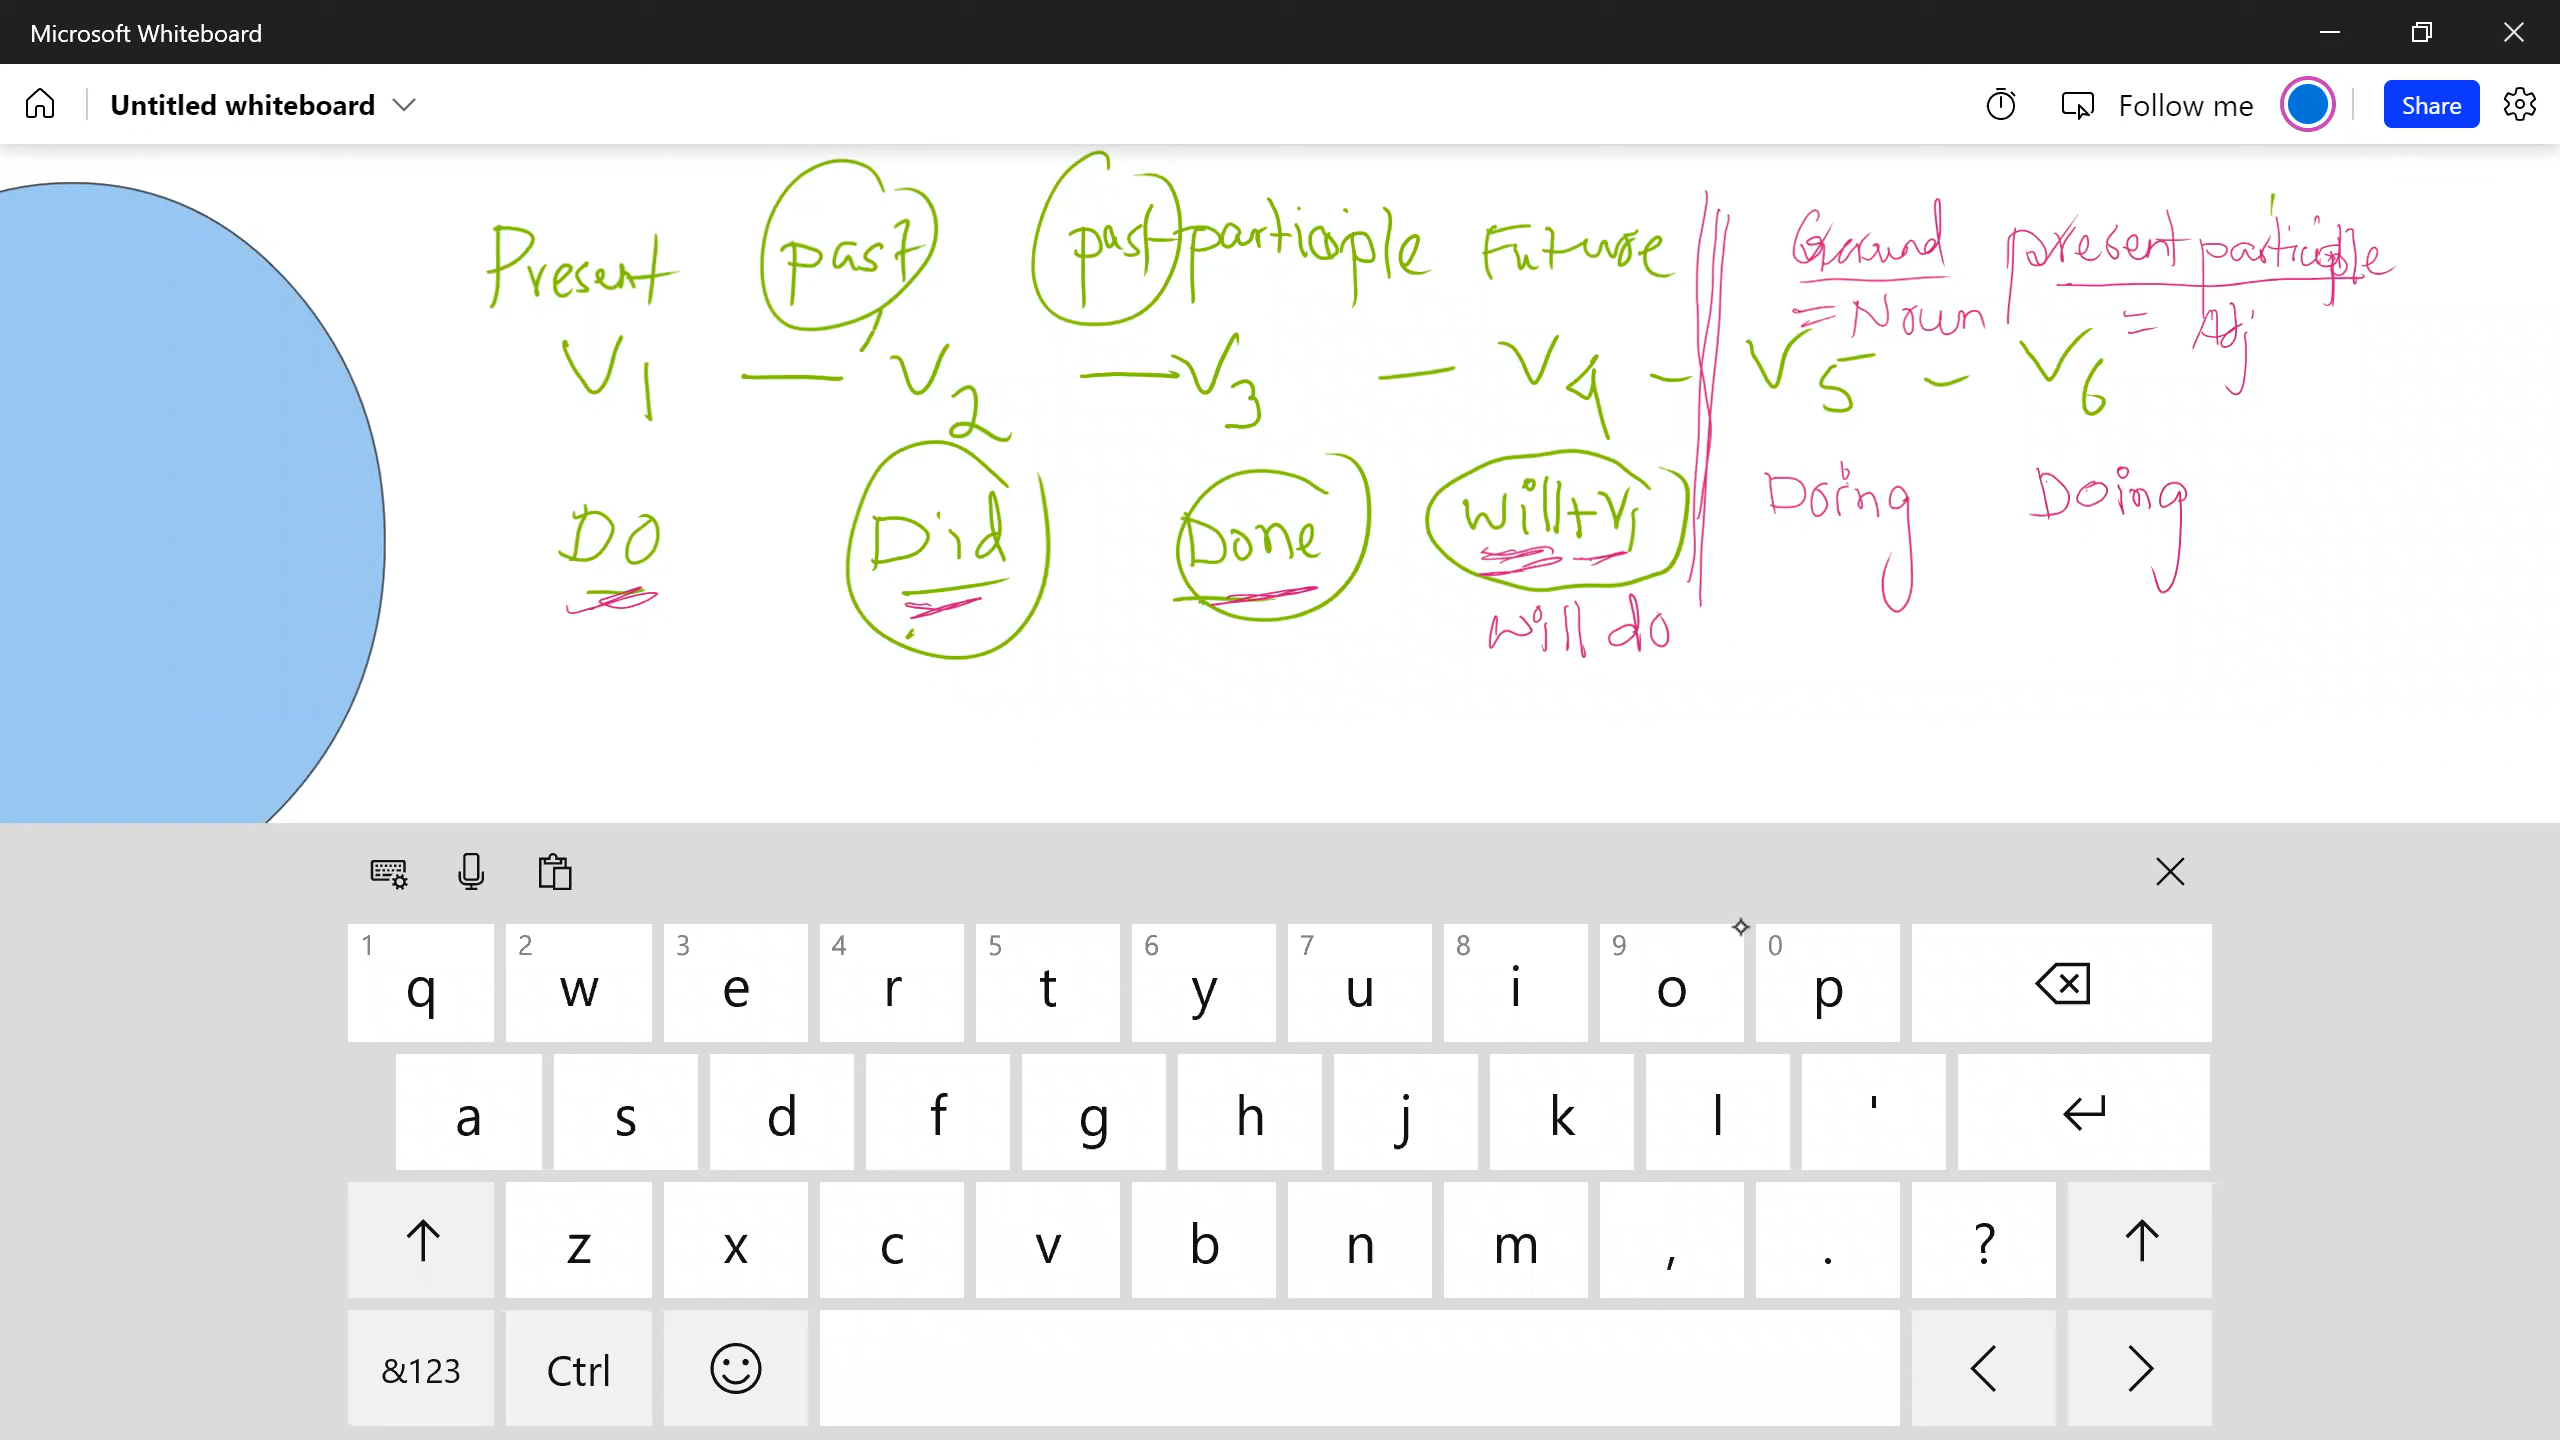 Microsoft Whiteboard
Untitled whiteboard
Follow me
Share
Present past past participle Future Gerund present participle
= Noun = Adj
V1 — V2 — V3 — V4 - V5 - V6
DO Did Done Will+V1 Doing Doing
will do
1 2 3 4 5 6 7 8 9 0
q w e r t y u i o p
a s d f g h j k l '
z x c v b n m , . ?
&123 Ctrl